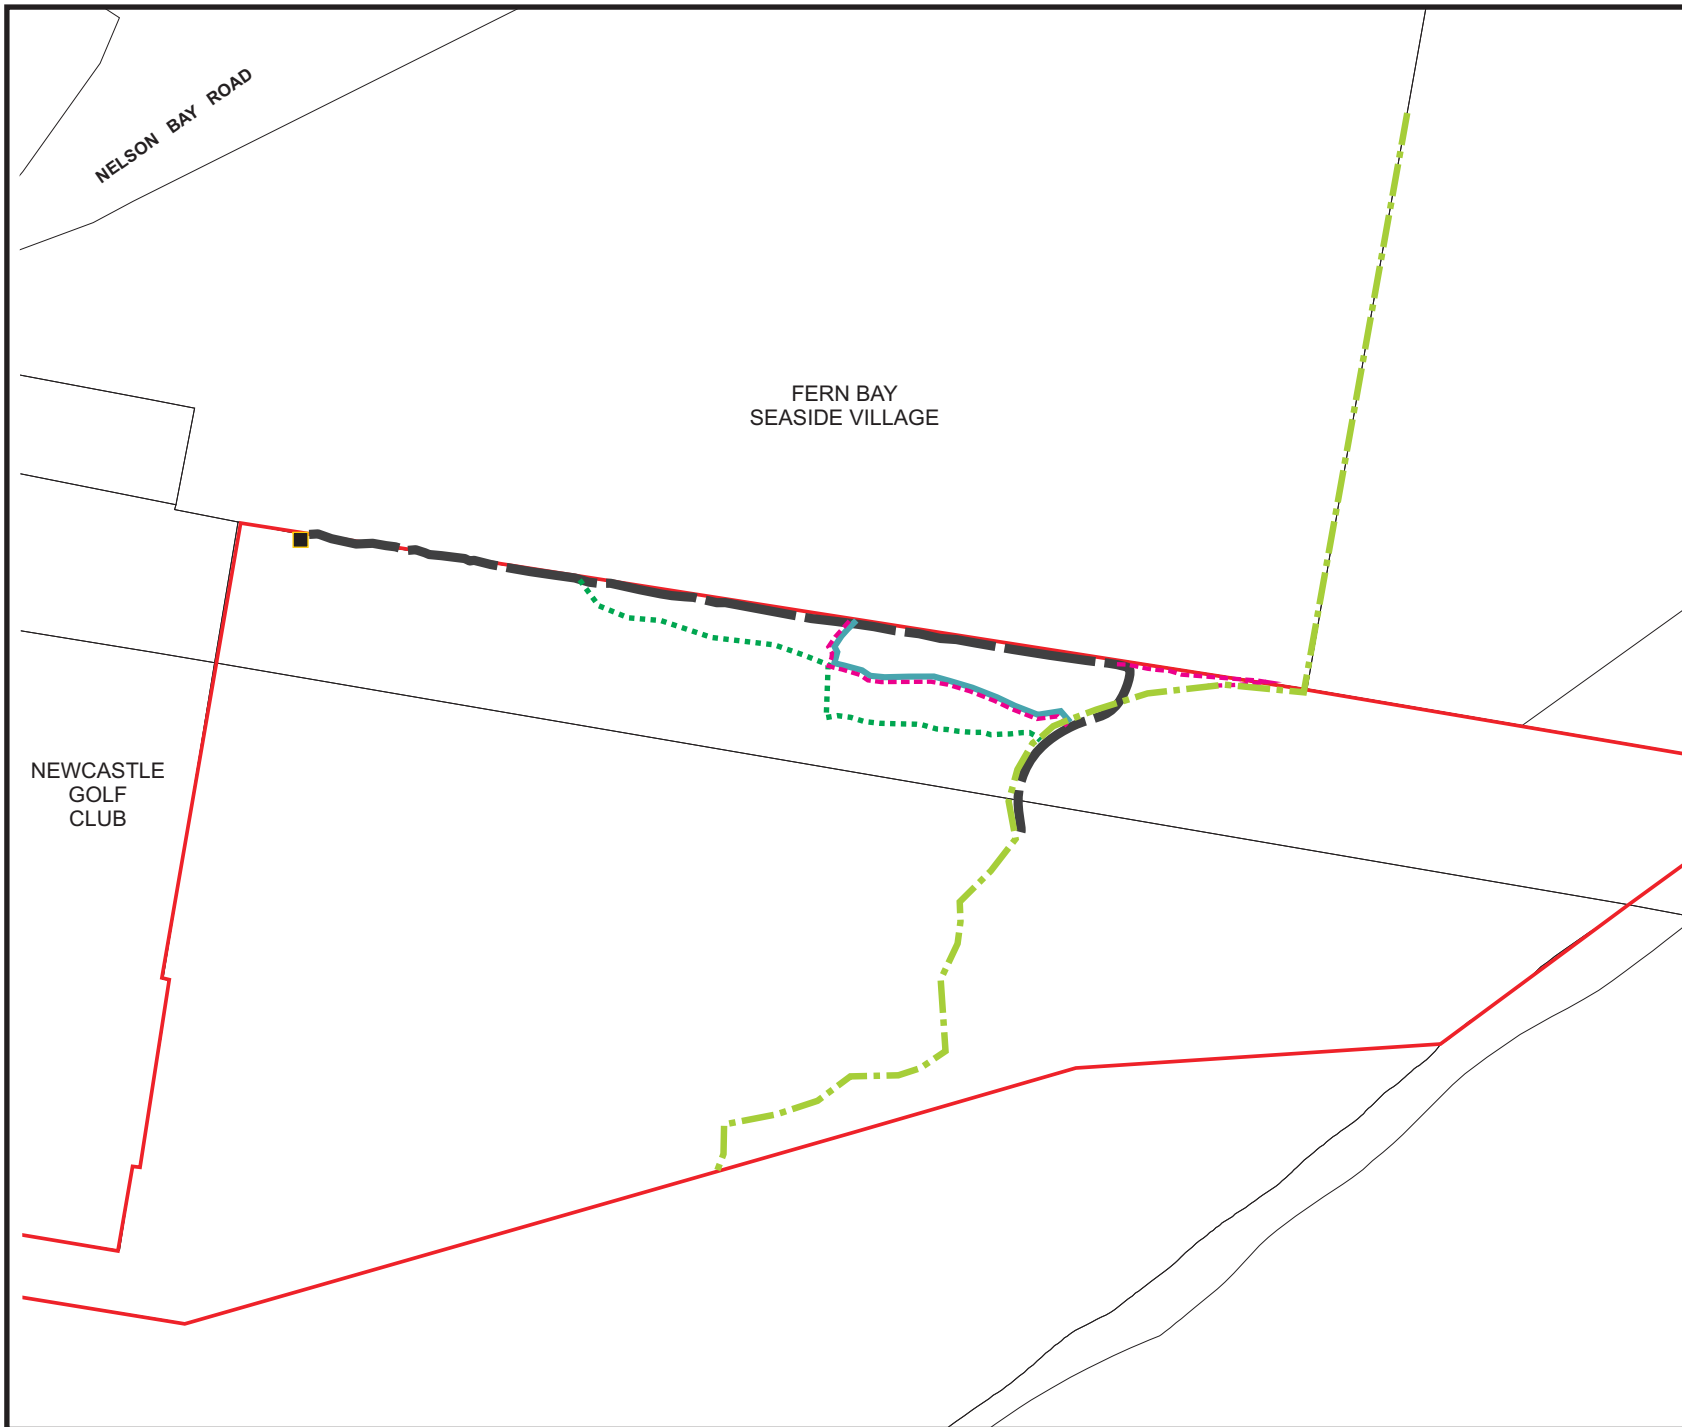 NELSON BAY ROAD
FERN BAY
SEASIDE VILLAGE
NEWCASTLE
GOLF
CLUB